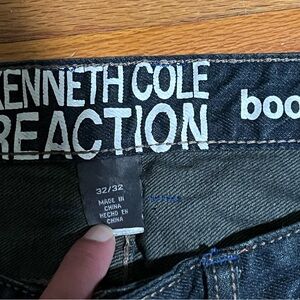 KENNETH COLE
REACTION
boo
32/32
MADE IN
CHINA
HECHO EN
CHINA